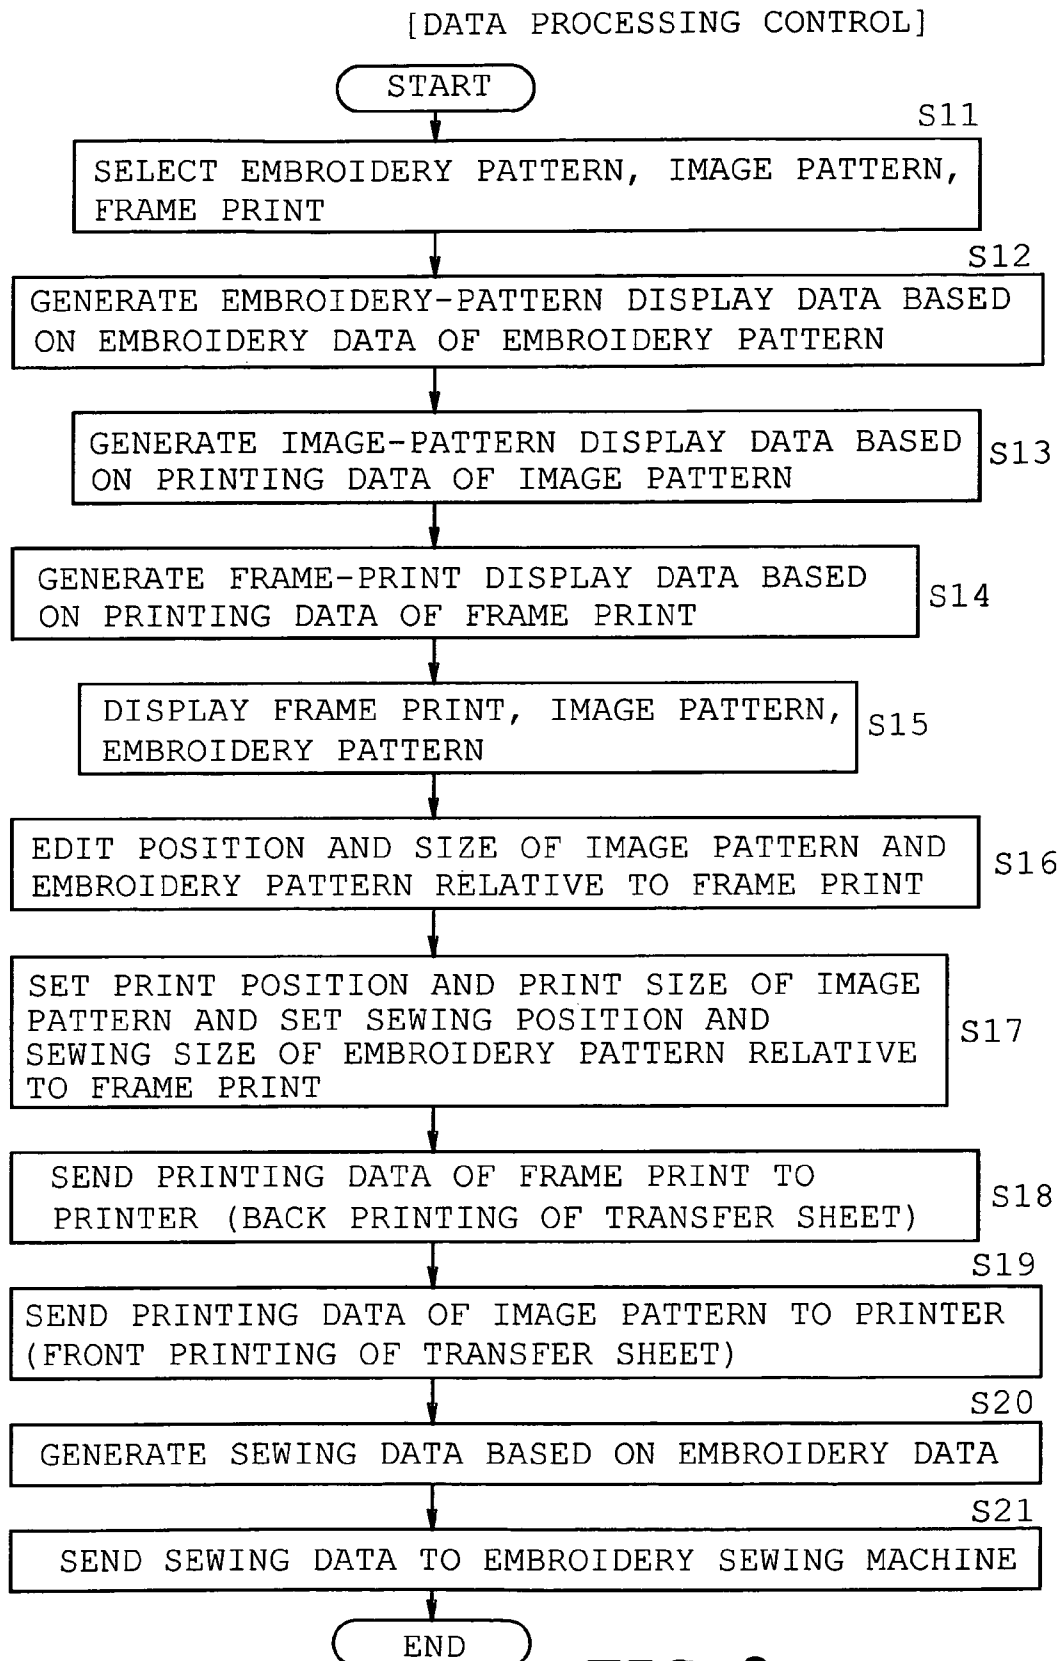 [DATA PROCESSING CONTROL]
START
S11
SELECT EMBROIDERY PATTERN, IMAGE PATTERN,
FRAME PRINT
S12
GENERATE EMBROIDERY-PATTERN DISPLAY DATA BASED
ON EMBROIDERY DATA OF EMBROIDERY PATTERN
GENERATE IMAGE-PATTERN DISPLAY DATA BASED
ON PRINTING DATA OF IMAGE PATTERN
S13
GENERATE FRAME-PRINT DISPLAY DATA BASED
ON PRINTING DATA OF FRAME PRINT
S14
DISPLAY FRAME PRINT, IMAGE PATTERN,
EMBROIDERY PATTERN
S15
EDIT POSITION AND SIZE OF IMAGE PATTERN AND
EMBROIDERY PATTERN RELATIVE TO FRAME PRINT
S16
SET PRINT POSITION AND PRINT SIZE OF IMAGE
PATTERN AND SET SEWING POSITION AND
SEWING SIZE OF EMBROIDERY PATTERN RELATIVE
TO FRAME PRINT
S17
SEND PRINTING DATA OF FRAME PRINT TO
PRINTER (BACK PRINTING OF TRANSFER SHEET)
S18
S19
SEND PRINTING DATA OF IMAGE PATTERN TO PRINTER
(FRONT PRINTING OF TRANSFER SHEET)
S20
GENERATE SEWING DATA BASED ON EMBROIDERY DATA
S21
SEND SEWING DATA TO EMBROIDERY SEWING MACHINE
END